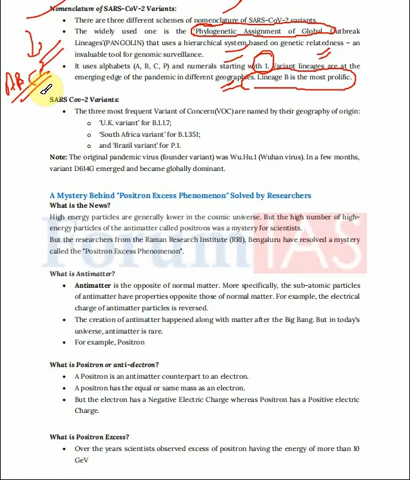 Nomenclature of SARS-CoV-2 Variants:
• There are three different schemes of nomenclature of SARS-CoV-2 variants.
• The widely used one is the 'Phylogenetic Assignment of Global Outbreak
Lineages'(PANGOLIN) that uses a hierarchical system based on genetic relatedness – an
invaluable tool for genomic surveillance.
• It uses alphabets (A, B, C, P) and numerals starting with 1. Variant lineages are at the
emerging edge of the pandemic in different geographies. Lineage B is the most prolific.
A B C
SARS Cov-2 Variants:
• The three most frequent Variant of Concern(VOC) are named by their geography of origin:
o 'U.K. variant' for B.1.1.7;
o 'South Africa variant' for B.1.351;
o and 'Brazil variant' for P.1.
Note: The original pandemic virus (founder variant) was Wu.Hu.1 (Wuhan virus). In a few months,
variant D614G emerged and became globally dominant.
A Mystery Behind "Positron Excess Phenomenon" Solved by Researchers
What is the News?
High energy particles are generally lower in the cosmic universe. But the high number of high-
energy particles of the antimatter called positrons was a mystery for scientists.
But the researchers from the Raman Research Institute (RRI), Bengaluru have resolved a mystery
called the "Positron Excess Phenomenon".
ForumIAS
What is Antimatter?
• Antimatter is the opposite of normal matter. More specifically, the sub-atomic particles
of antimatter have properties opposite those of normal matter. For example, the electrical
charge of antimatter particles is reversed.
• The creation of antimatter happened along with matter after the Big Bang. But in today's
universe, antimatter is rare.
• For example, Positron
What is Positron or anti-electron?
• A Positron is an antimatter counterpart to an electron.
• A positron has the equal or same mass as an electron.
• But the electron has a Negative Electric Charge whereas Positron has a Positive electric
Charge.
What is Positron Excess?
• Over the years scientists observed excess of positron having the energy of more than 10
GeV